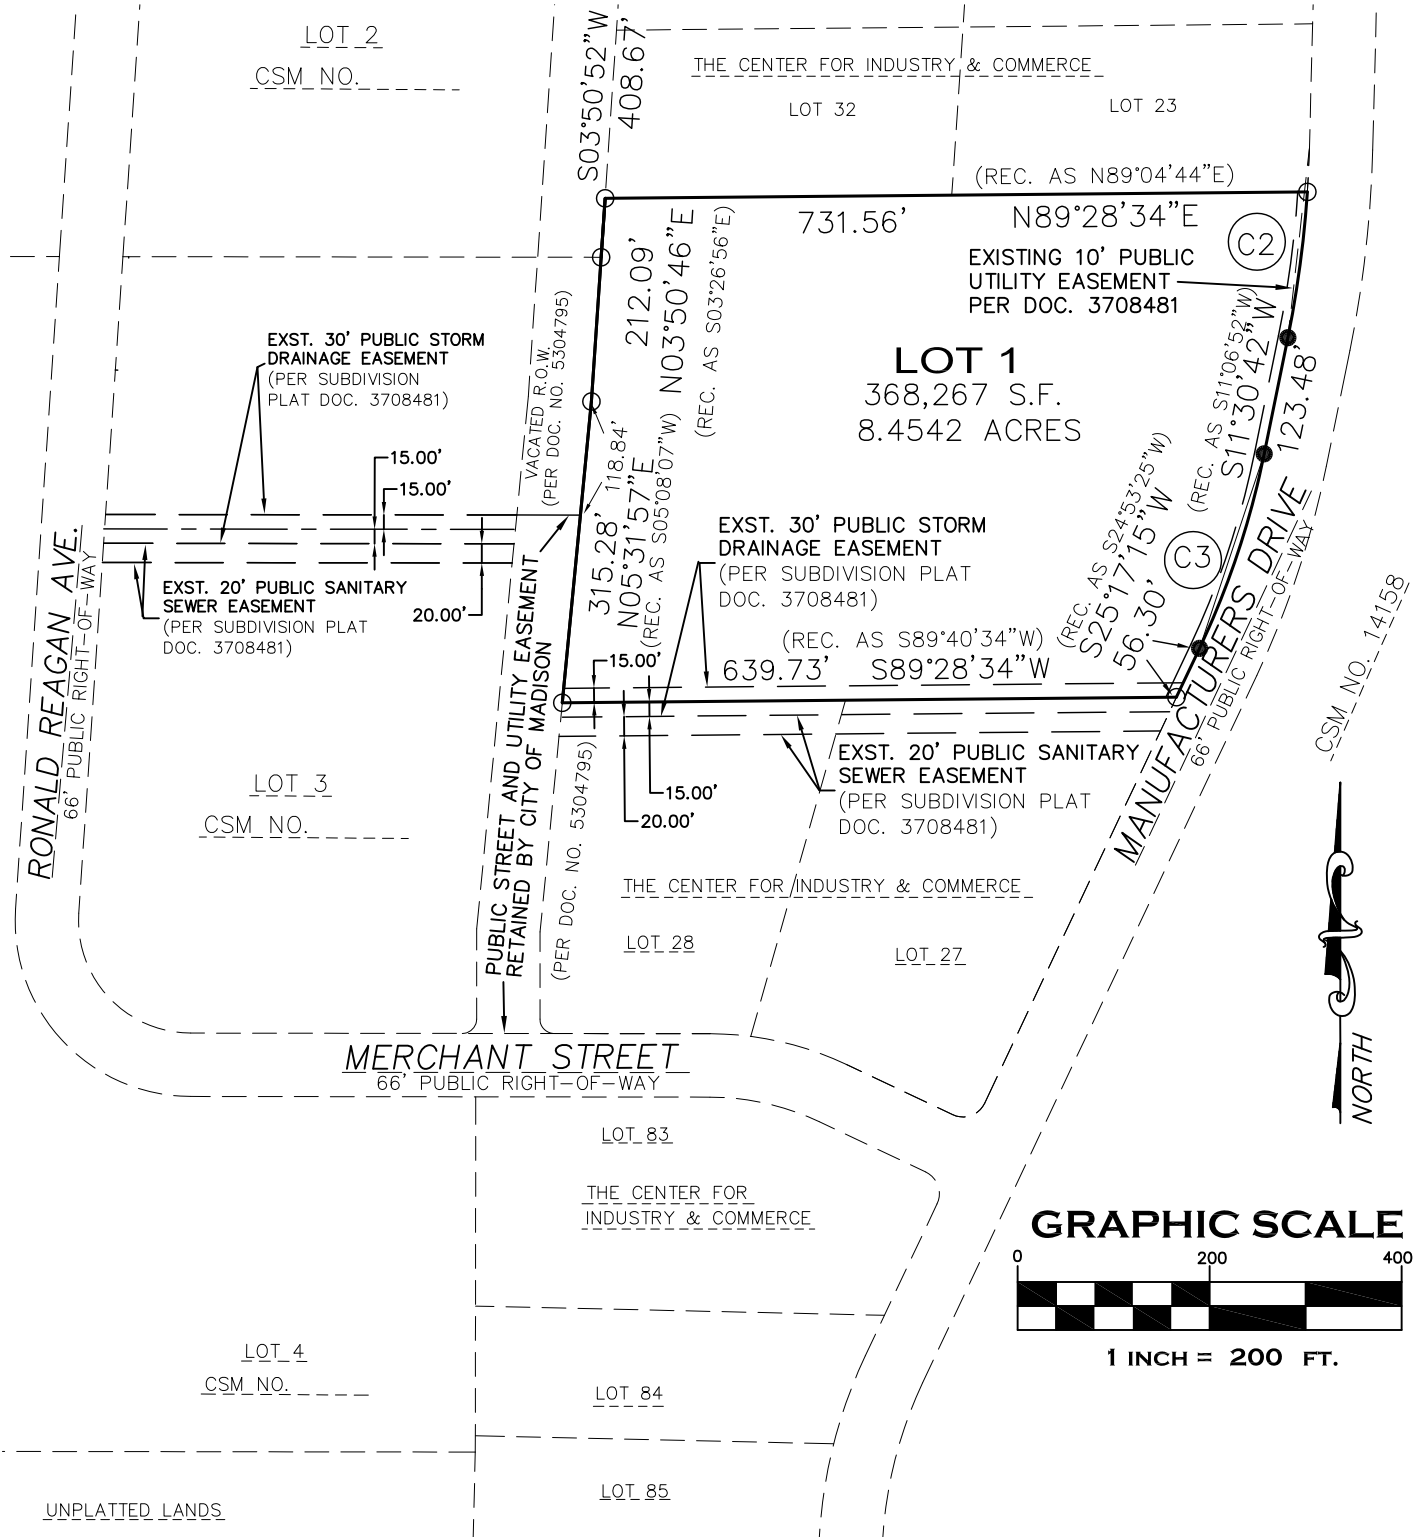 LOT 2
CSM NO.
S03°50'52"W
408.67'
THE CENTER FOR INDUSTRY & COMMERCE
LOT 32
LOT 23
(REC. AS N89°04'44"E)
731.56'
N89°28'34"E
C2
EXISTING 10' PUBLIC
UTILITY EASEMENT
PER DOC. 3708481
212.09'
N03°50'46"E
(REC. AS S03°26'56"E)
VACATED R.O.W.
(PER DOC. NO. 5304795)
EXST. 30' PUBLIC STORM
DRAINAGE EASEMENT
(PER SUBDIVISION
PLAT DOC. 3708481)
LOT 1
368,267 S.F.
8.4542 ACRES
(REC. AS S11°06'52"W)
S11°30'42"W
123.48'
15.00'
15.00'
118.84'
315.28'
N05°31'57"E
(REC. AS S05°08'07"W)
(REC. AS S24°53'25"W)
S25°17'15"W
56.30'
C3
EXST. 30' PUBLIC STORM
DRAINAGE EASEMENT
(PER SUBDIVISION PLAT
DOC. 3708481)
EXST. 20' PUBLIC SANITARY
SEWER EASEMENT
(PER SUBDIVISION PLAT
DOC. 3708481)
20.00'
(REC. AS S89°40'34"W)
639.73'
S89°28'34"W
15.00'
RONALD REAGAN AVE.
66' PUBLIC RIGHT-OF-WAY
MANUFACTURERS DRIVE
66' PUBLIC RIGHT-OF-WAY
CSM NO. 14158
PUBLIC STREET AND UTILITY EASEMENT
RETAINED BY CITY OF MADISON
(PER DOC. NO. 5304795)
EXST. 20' PUBLIC SANITARY
SEWER EASEMENT
(PER SUBDIVISION PLAT
DOC. 3708481)
15.00'
20.00'
LOT 3
CSM NO.
THE CENTER FOR INDUSTRY & COMMERCE
LOT 28
LOT 27
NORTH
MERCHANT STREET
66' PUBLIC RIGHT-OF-WAY
LOT 83
THE CENTER FOR
INDUSTRY & COMMERCE
GRAPHIC SCALE
0 200 400
1 INCH = 200 FT.
LOT 4
CSM NO.
LOT 84
LOT 85
UNPLATTED LANDS